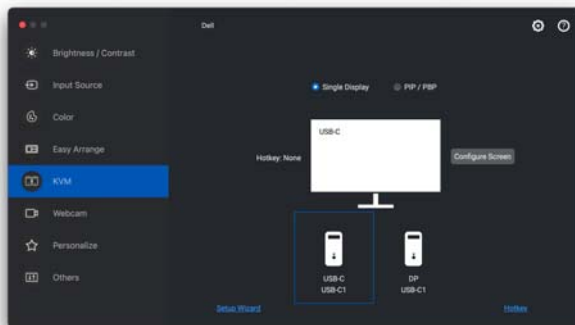 Dell
Brightness / Contrast
Input Source
Color
Easy Arrange
KVM
Webcam
Personalize
Others
Single Display
PIP / PBP
USB-C
Hotkey: None
Configure Screen
USB-C
USB-C1
DP
USB-C1
Setup Wizard
Hotkey